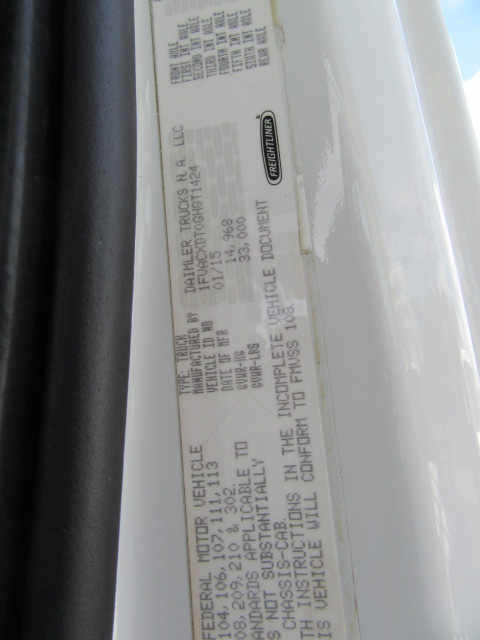 FEDERAL MOTOR VEHICLE
104, 106, 107, 111, 113
08, 209, 210 & 302.
ANDARDS APPLICABLE TO
S NOT SUBSTANTIALLY
CHASSIS-CAB.
TH INSTRUCTIONS IN THE INCOMPLETE VEHICLE DOCUMENT
IS VEHICLE WILL CONFORM TO FMVSS 108.
TYPE: TRUCK
MANUFACTURED BY DAIMLER TRUCKS N.A. LLC
VEHICLE ID NO 1FVACXDT0GHGT1424
DATE OF MFR 01/15
GVWR-KG 14,968
GVWR-LBS 33,000
FREIGHTLINER
FRONT AXLE
FIRST INT AXLE
SECOND INT AXLE
THIRD INT AXLE
FOURTH INT AXLE
FIFTH INT AXLE
SIXTH INT AXLE
REAR AXLE